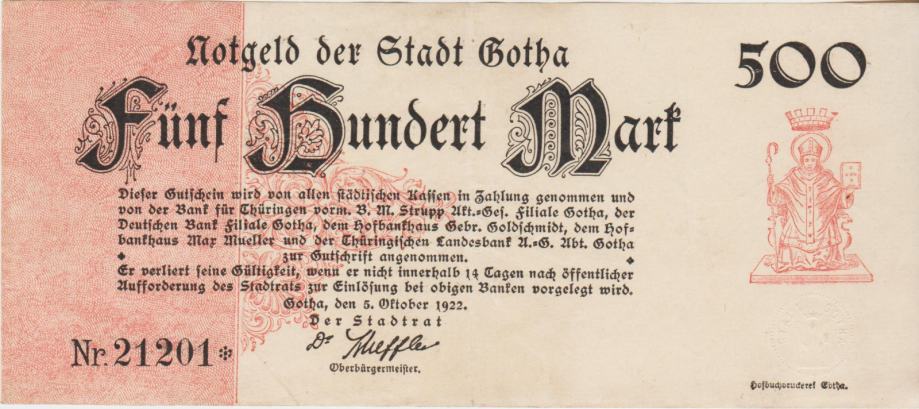 Notgeld der Stadt Gotha
500
Fünf Hundert Mark
Dieser Gutschein wird von allen städtischen Kassen in Zahlung genommen und
von der Bank für Thüringen vorm. B. M. Strupp Akt.-Ges. Filiale Gotha, der
Deutschen Bank Filiale Gotha, dem Hofbankhaus Gebr. Goldschmidt, dem Hof-
bankhaus Max Mueller und der Thüringischen Landesbank A.-G. Abt. Gotha
zur Gutschrift angenommen.
Er verliert seine Gültigkeit, wenn er nicht innerhalb 14 Tagen nach öffentlicher
Aufforderung des Stadtrats zur Einlösung bei obigen Banken vorgelegt wird.
Gotha, den 5. Oktober 1922.
Der Stadtrat
Dr Scheffler
Oberbürgermeister.
Nr. 21201*
Hofbuchdruckerei Gotha.